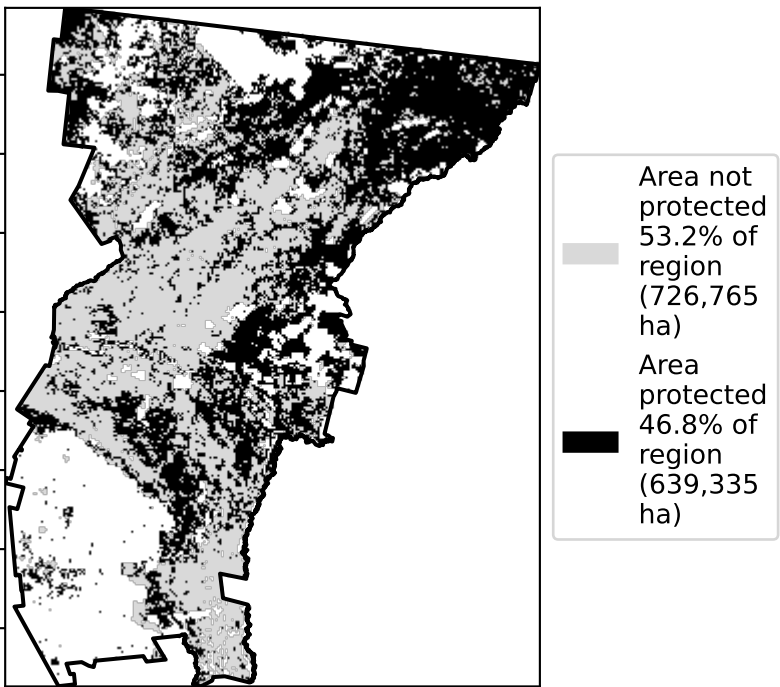 Area not
protected
53.2% of
region
(726,765
ha)
Area
protected
46.8% of
region
(639,335
ha)